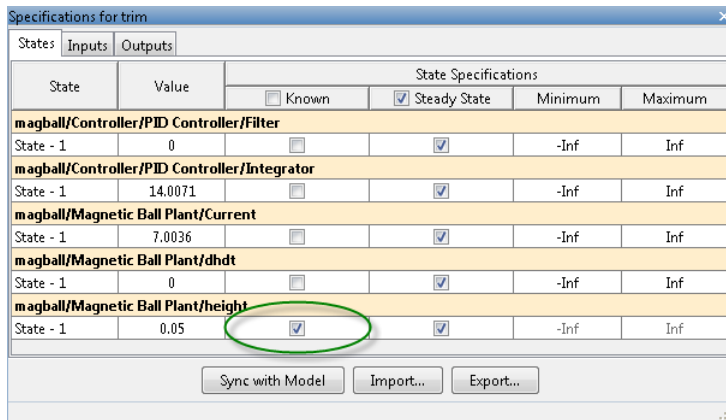 Specifications for trim
States Inputs Outputs
State Value State Specifications
Known Steady State Minimum Maximum
magball/Controller/PID Controller/Filter
State - 1 0 -Inf Inf
magball/Controller/PID Controller/Integrator
State - 1 14.0071 -Inf Inf
magball/Magnetic Ball Plant/Current
State - 1 7.0036 -Inf Inf
magball/Magnetic Ball Plant/dhdt
State - 1 0 -Inf Inf
magball/Magnetic Ball Plant/height
State - 1 0.05 -Inf Inf
Sync with Model Import... Export...